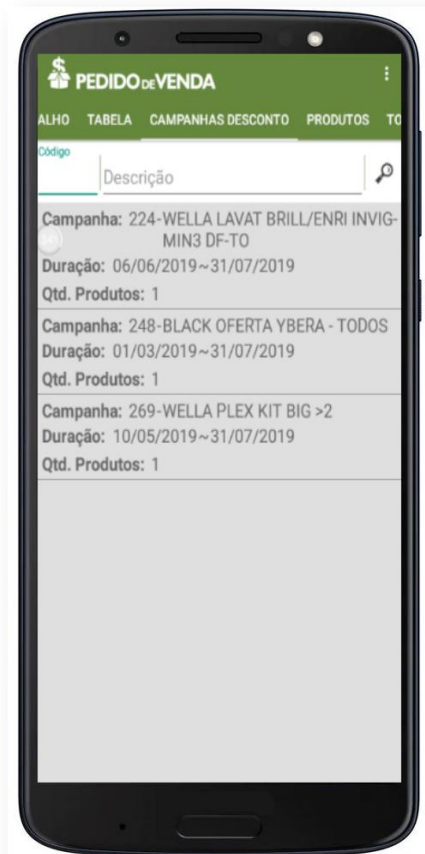 PEDIDO DE VENDA
ALHO TABELA CAMPANHAS DESCONTO PRODUTOS TO
Código
Descrição
Campanha: 224-WELLA LAVAT BRILL/ENRI INVIG-
MIN3 DF-TO
Duração: 06/06/2019~31/07/2019
Qtd. Produtos: 1
Campanha: 248-BLACK OFERTA YBERA - TODOS
Duração: 01/03/2019~31/07/2019
Qtd. Produtos: 1
Campanha: 269-WELLA PLEX KIT BIG >2
Duração: 10/05/2019~31/07/2019
Qtd. Produtos: 1